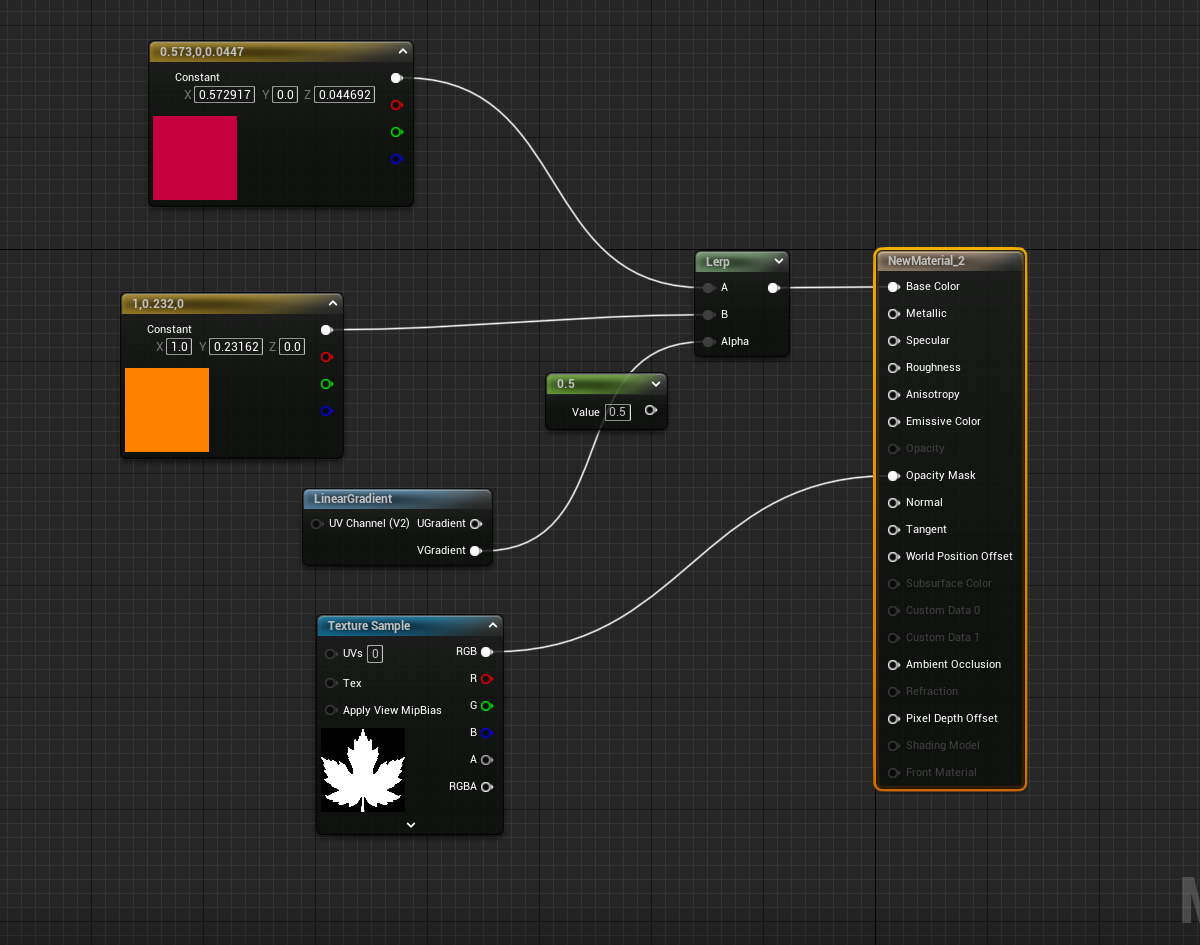 0.573,0,0.0447
Constant
X 0.572917 Y 0.0 Z 0.044692
1,0.232,0
Constant
X 1.0 Y 0.23162 Z 0.0
Lerp
A
B
Alpha
0.5
Value 0.5
LinearGradient
UV Channel (V2) UGradient
VGradient
Texture Sample
UVs 0 RGB
R
Tex
G
Apply View MipBias
B
A
RGBA
NewMaterial_2
Base Color
Metallic
Specular
Roughness
Anisotropy
Emissive Color
Opacity
Opacity Mask
Normal
Tangent
World Position Offset
Subsurface Color
Custom Data 0
Custom Data 1
Ambient Occlusion
Refraction
Pixel Depth Offset
Shading Model
Front Material